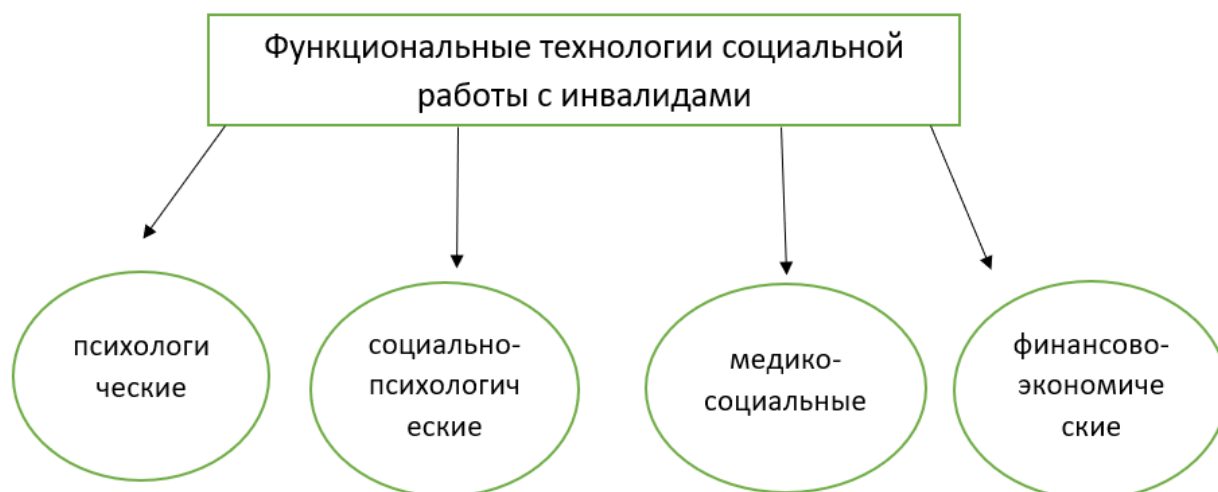 Функциональные технологии социальной
работы с инвалидами
психологи
ческие
социально-
психологич
еские
медико-
социальные
финансово-
экономиче
ские